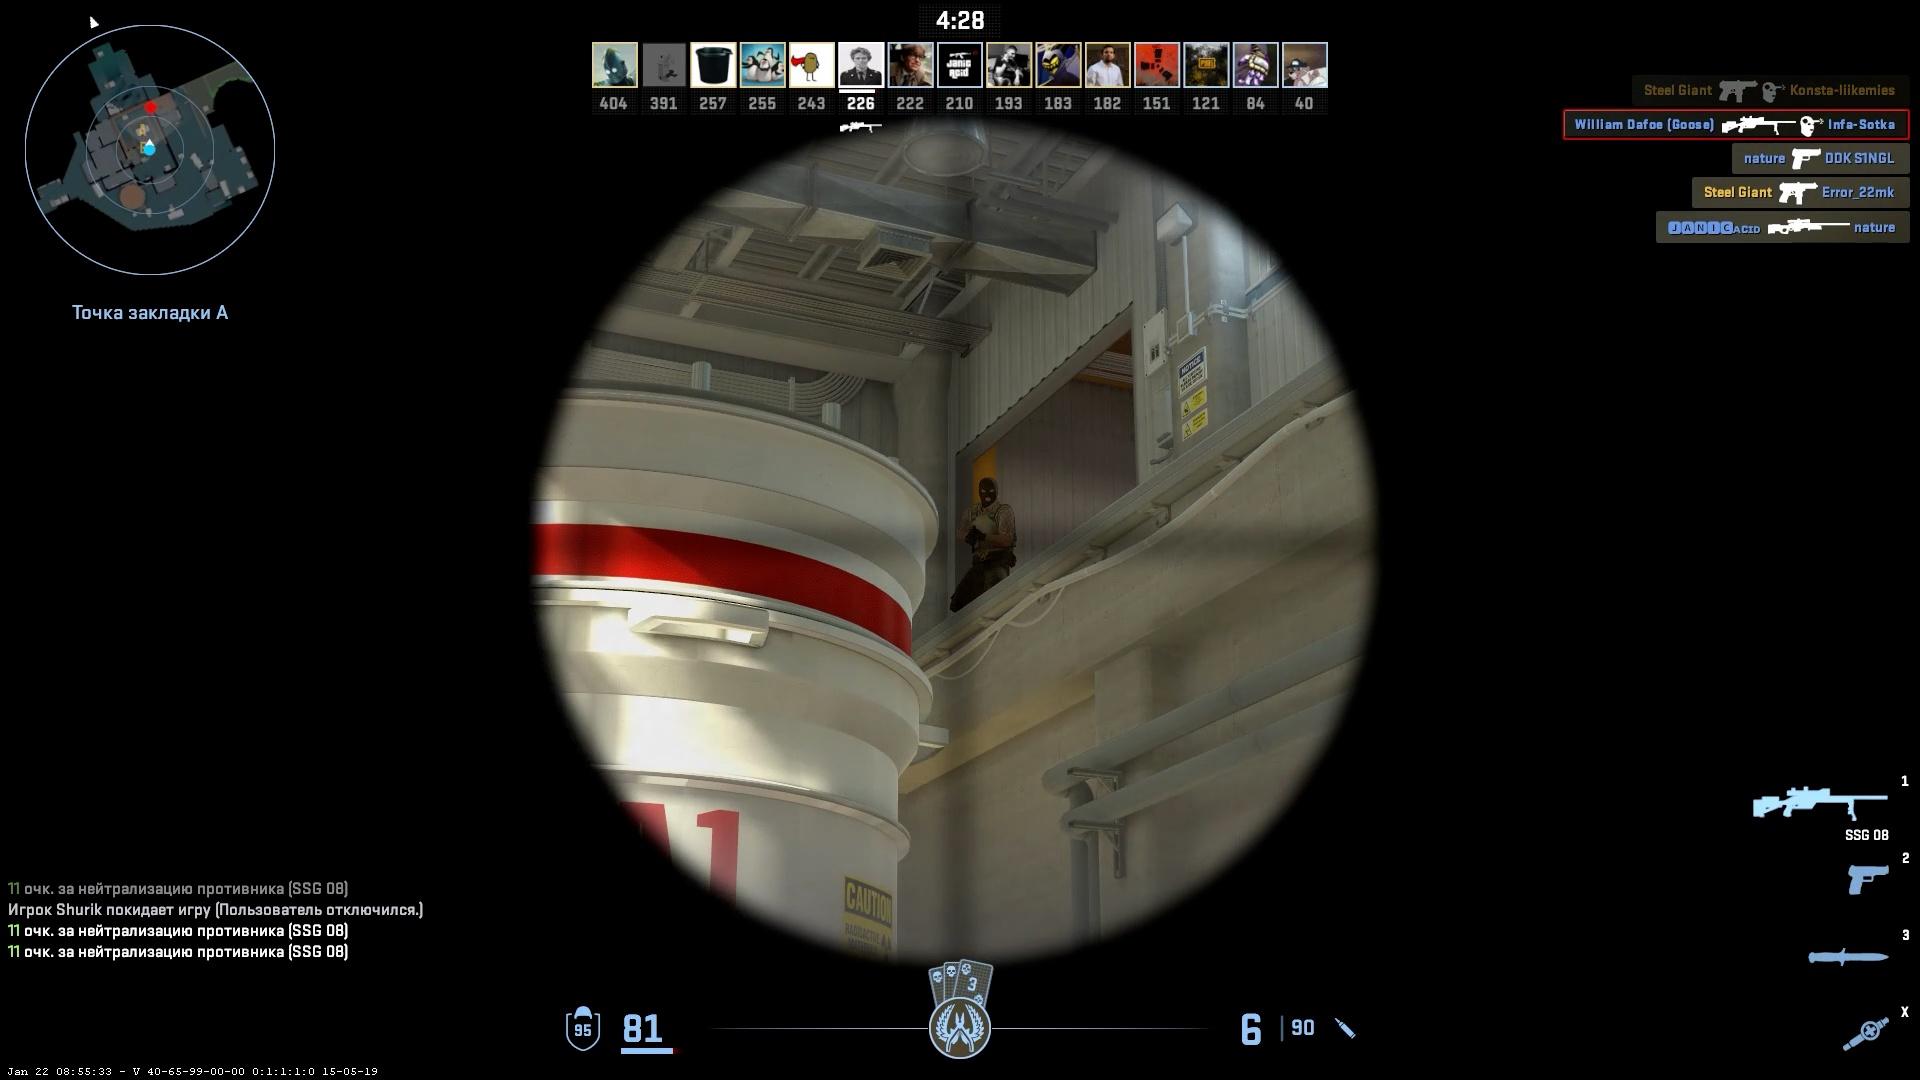 4:28
Janic Acid
404 391 257 255 243 226 222 210 193 183 182 151 121 84 40
Steel Giant Konsta-liikemies
William Dafoe (Goose) Infa-Sotka
nature DDK S1NGL
Steel Giant Error_22mk
JANICACID nature
Точка закладки A
NOTICE
1
CAUTION
RADIOACTIVE
1
SSG 08
2
3
X
11 очк. за нейтрализацию противника (SSG 08)
Игрок Shurik покидает игру (Пользователь отключился.)
11 очк. за нейтрализацию противника (SSG 08)
11 очк. за нейтрализацию противника (SSG 08)
3
95 81 6 | 90
Jan 22 08:55:33 - V 40-65-99-00-00 0:1:1:1:0 15-05-19